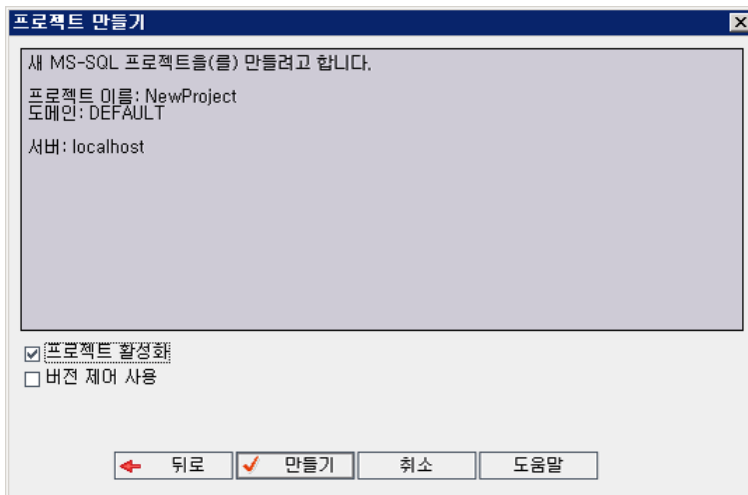 프로젝트 만들기
새 MS-SQL 프로젝트을(를) 만들려고 합니다.
프로젝트 이름: NewProject
도메인: DEFAULT
서버: localhost
프로젝트 활성화
버전 제어 사용
뒤로
만들기
취소
도움말